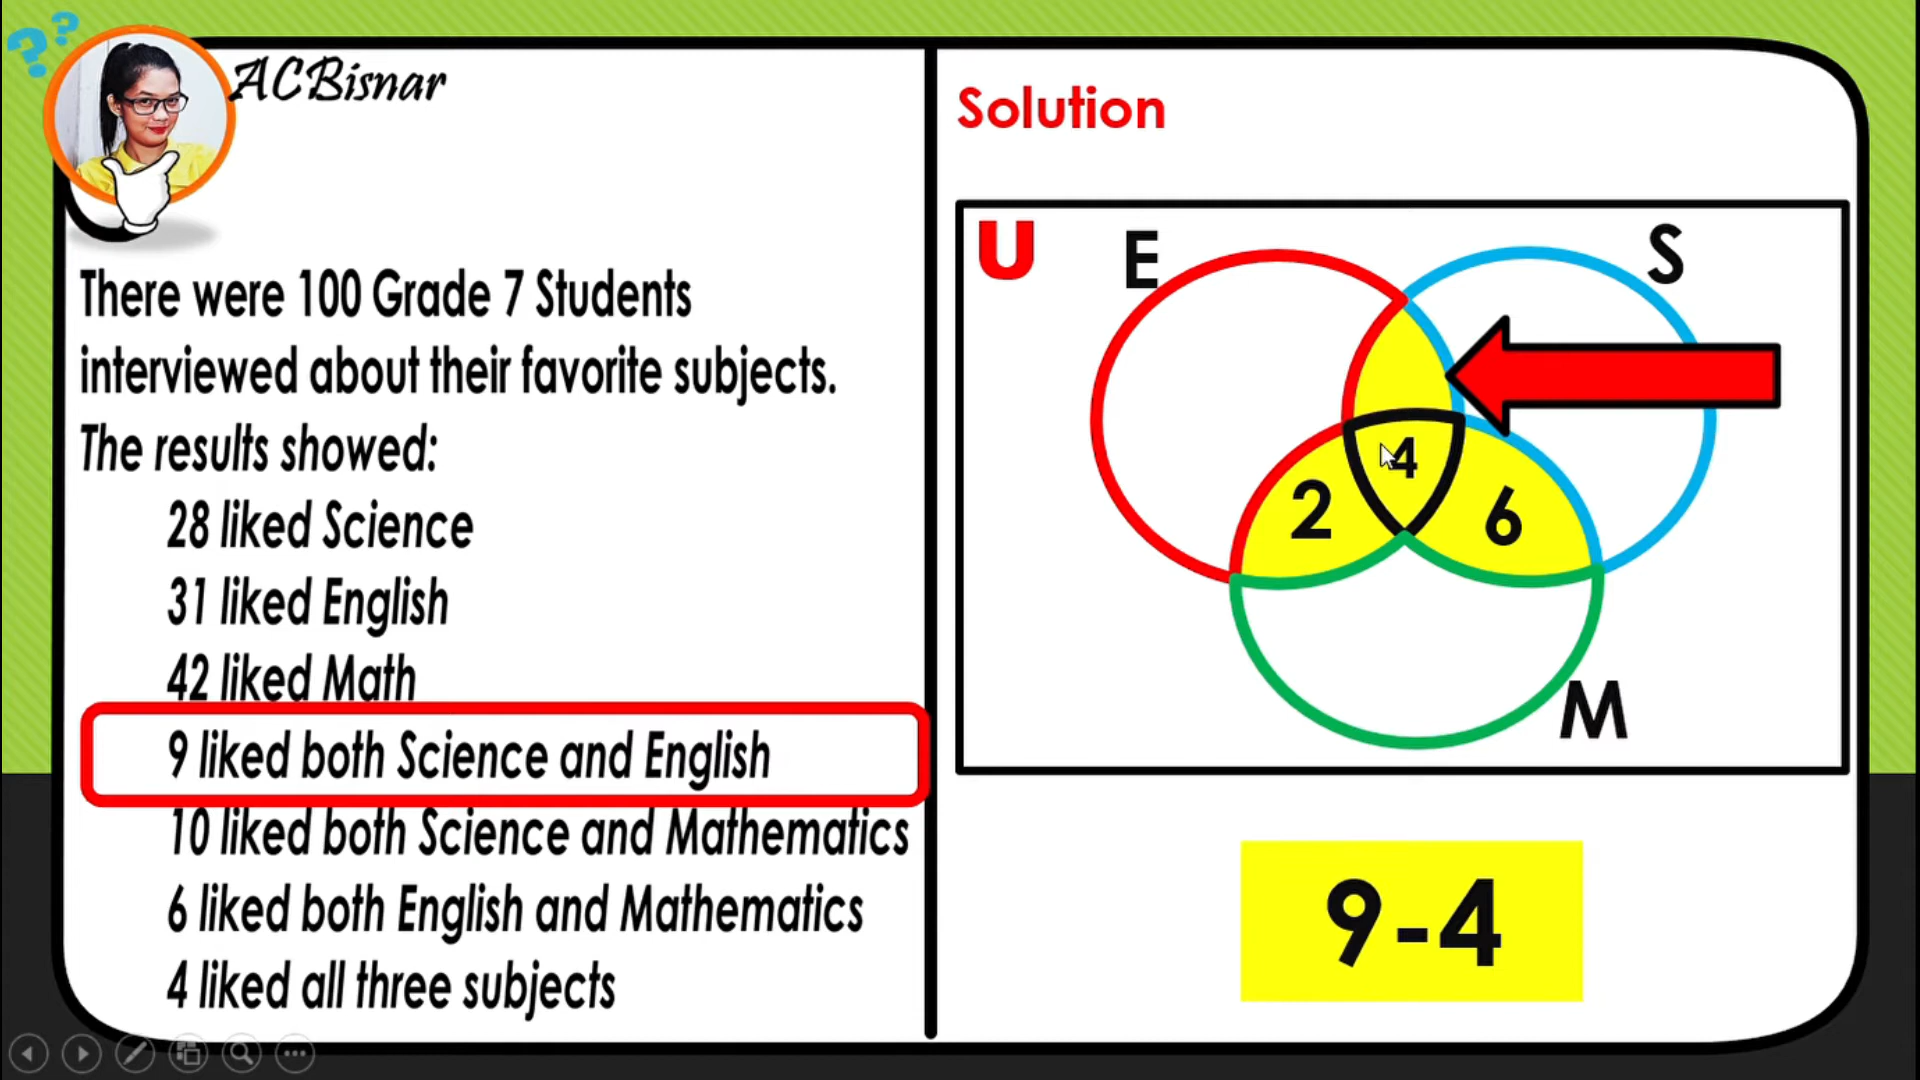 ? ?
ACBisnar
There were 100 Grade 7 Students
interviewed about their favorite subjects.
The results showed:
28 liked Science
31 liked English
42 liked Math
9 liked both Science and English
10 liked both Science and Mathematics
6 liked both English and Mathematics
4 liked all three subjects
Solution
U
E
S
4
2
6
M
9-4